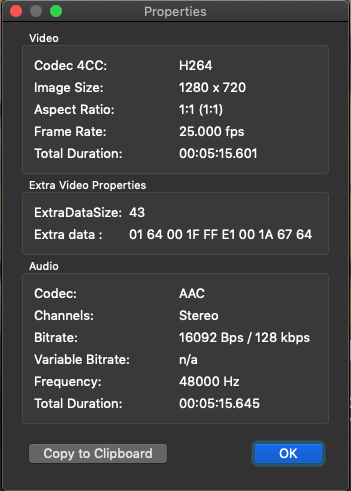 Properties
Video
Codec 4CC: H264
Image Size: 1280 x 720
Aspect Ratio: 1:1 (1:1)
Frame Rate: 25.000 fps
Total Duration: 00:05:15.601
Extra Video Properties
ExtraDataSize: 43
Extra data : 01 64 00 1F FF E1 00 1A 67 64
Audio
Codec: AAC
Channels: Stereo
Bitrate: 16092 Bps / 128 kbps
Variable Bitrate: n/a
Frequency: 48000 Hz
Total Duration: 00:05:15.645
Copy to Clipboard OK